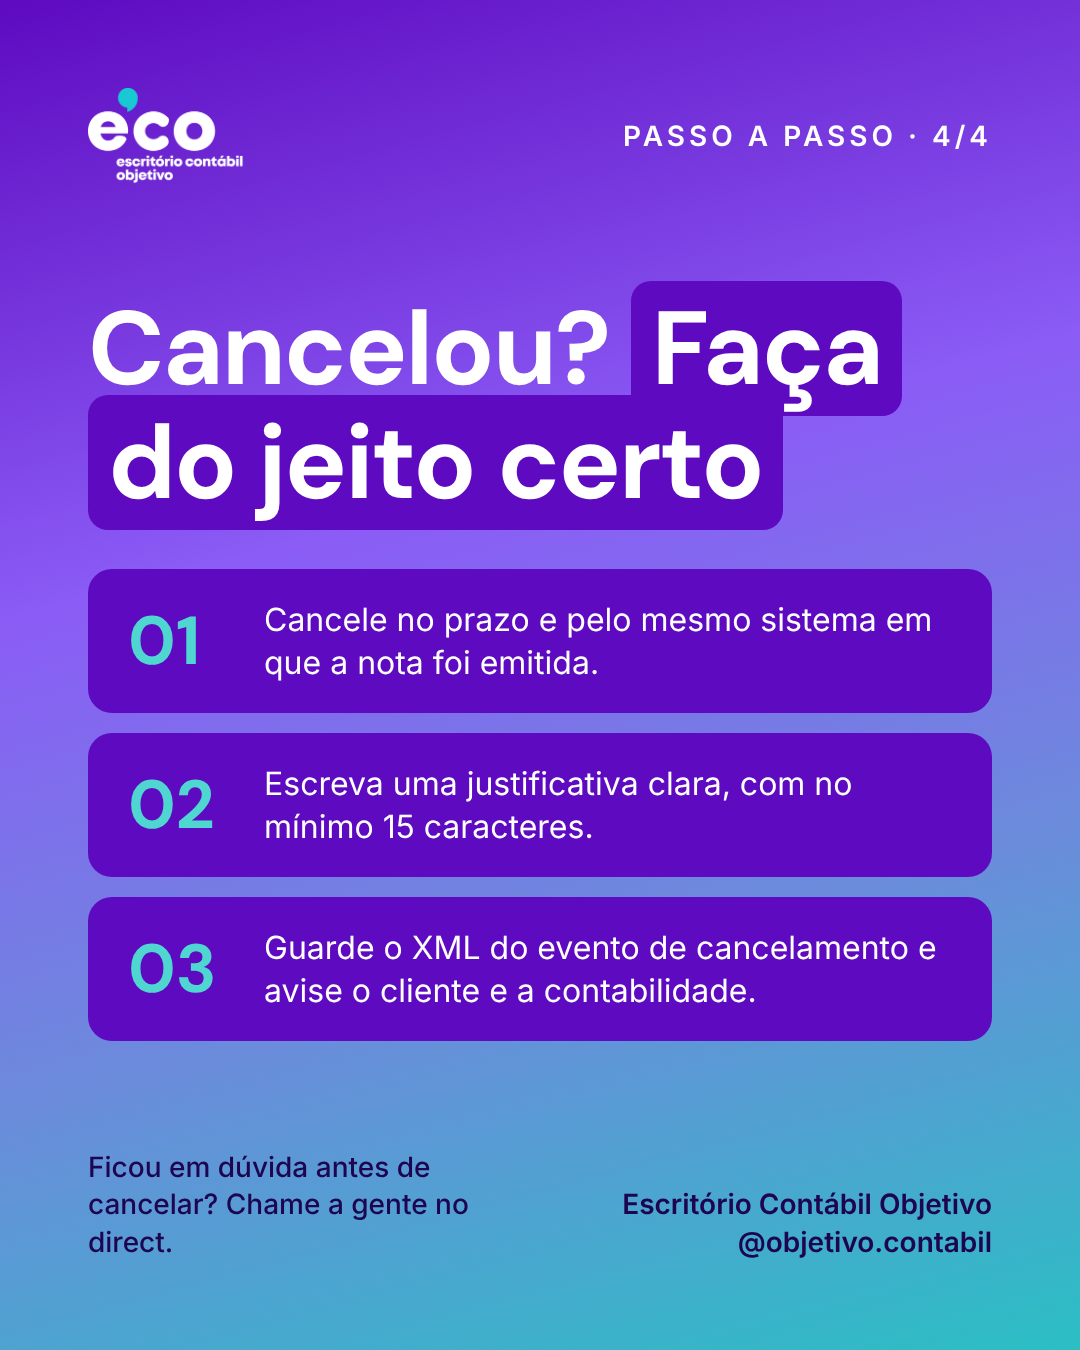 eco
escritório contábil
objetivo
PASSO A PASSO · 4/4
Cancelou? Faça
do jeito certo
01
Cancele no prazo e pelo mesmo sistema em
que a nota foi emitida.
02
Escreva uma justificativa clara, com no
mínimo 15 caracteres.
03
Guarde o XML do evento de cancelamento e
avise o cliente e a contabilidade.
Ficou em dúvida antes de
cancelar? Chame a gente no
direct.
Escritório Contábil Objetivo
@objetivo.contabil